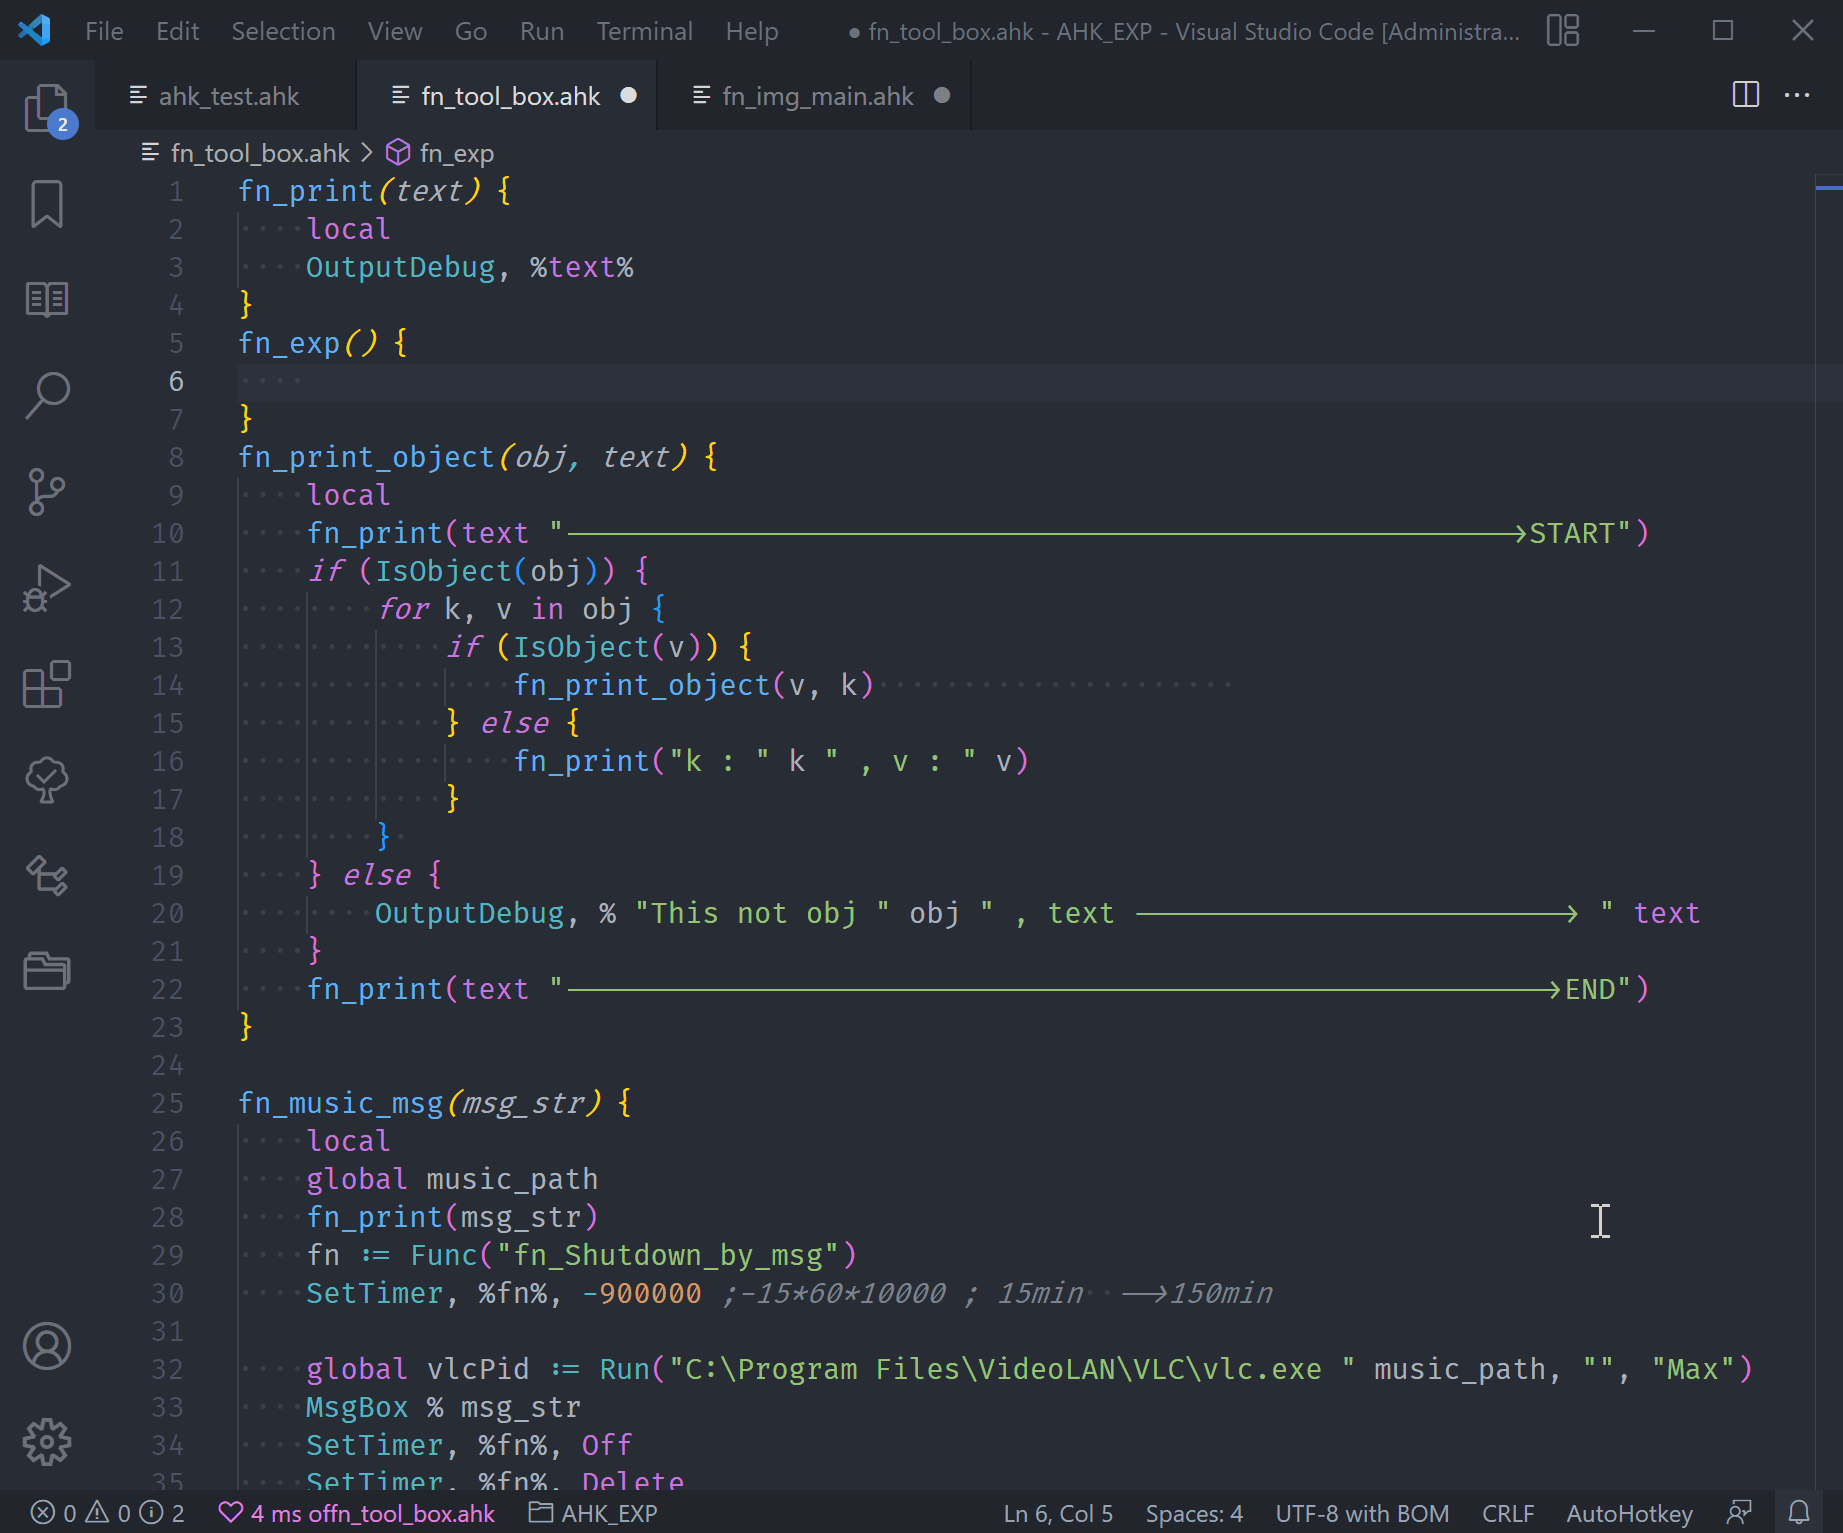 File Edit Selection View Go Run Terminal Help ● fn_tool_box.ahk - AHK_EXP - Visual Studio Code [Administra...
ahk_test.ahk fn_tool_box.ahk ● fn_img_main.ahk ●
2
fn_tool_box.ahk > fn_exp
1 fn_print(text) {
2 local
3 OutputDebug, %text%
4 }
5 fn_exp() {
6
7 }
8 fn_print_object(obj, text) {
9 local
10 fn_print(text "⟶START")
11 if (IsObject(obj)) {
12 for k, v in obj {
13 if (IsObject(v)) {
14 fn_print_object(v, k)
15 } else {
16 fn_print("k : " k " , v : " v)
17 }
18 }
19 } else {
20 OutputDebug, % "This not obj " obj " , text ⟶ " text
21 }
22 fn_print(text "⟶END")
23 }
24
25 fn_music_msg(msg_str) {
26 local
27 global music_path
28 fn_print(msg_str)
29 fn := Func("fn_Shutdown_by_msg")
30 SetTimer, %fn%, -900000 ;-15*60*10000 ; 15min -->150min
31
32 global vlcPid := Run("C:\Program Files\VideoLAN\VLC\vlc.exe " music_path, "", "Max")
33 MsgBox % msg_str
34 SetTimer, %fn%, Off
35 SetTimer, %fn%, Delete
0 0 2 4 ms offn_tool_box.ahk AHK_EXP Ln 6, Col 5 Spaces: 4 UTF-8 with BOM CRLF AutoHotkey